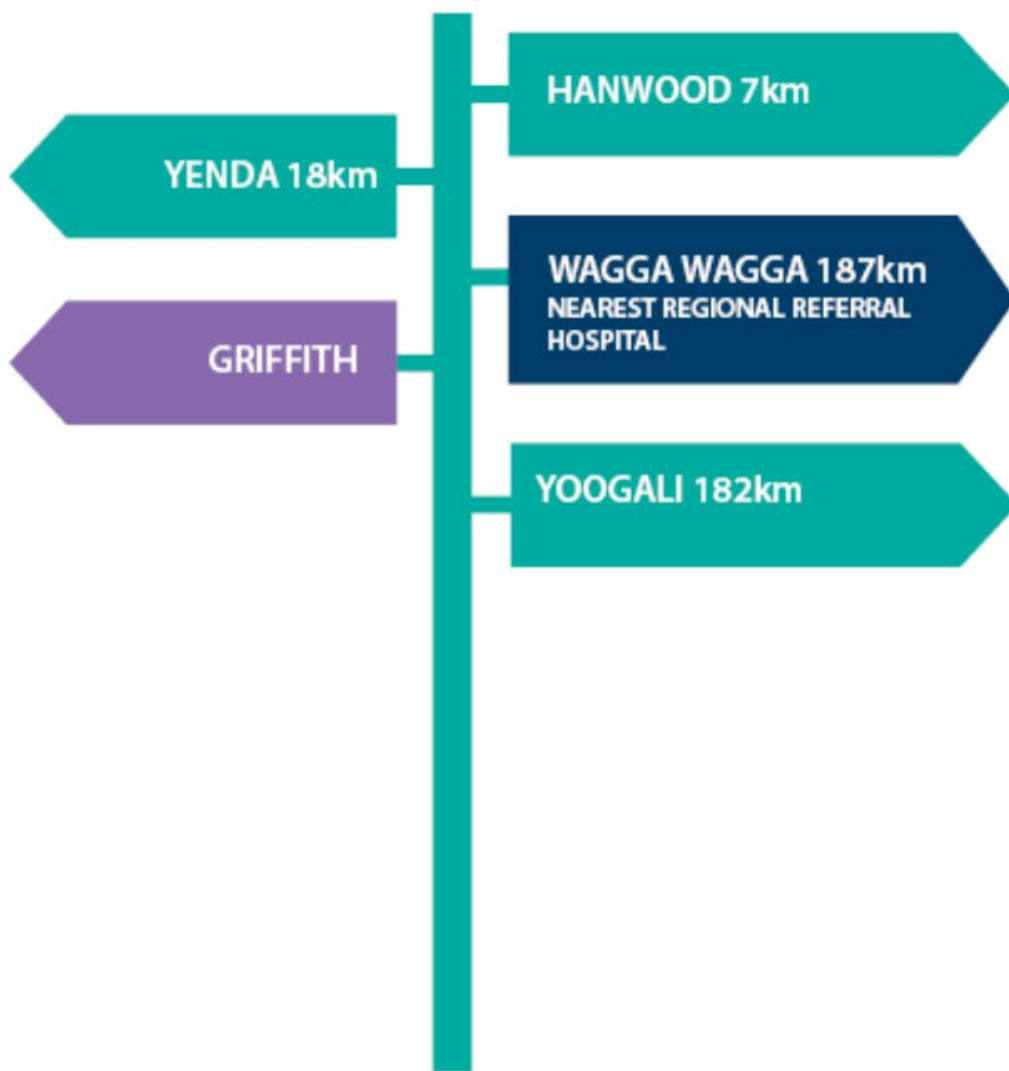 HANWOOD 7km
YENDA 18km
WAGGA WAGGA 187km
NEAREST REGIONAL REFERRAL
HOSPITAL
GRIFFITH
YOOGALI 182km